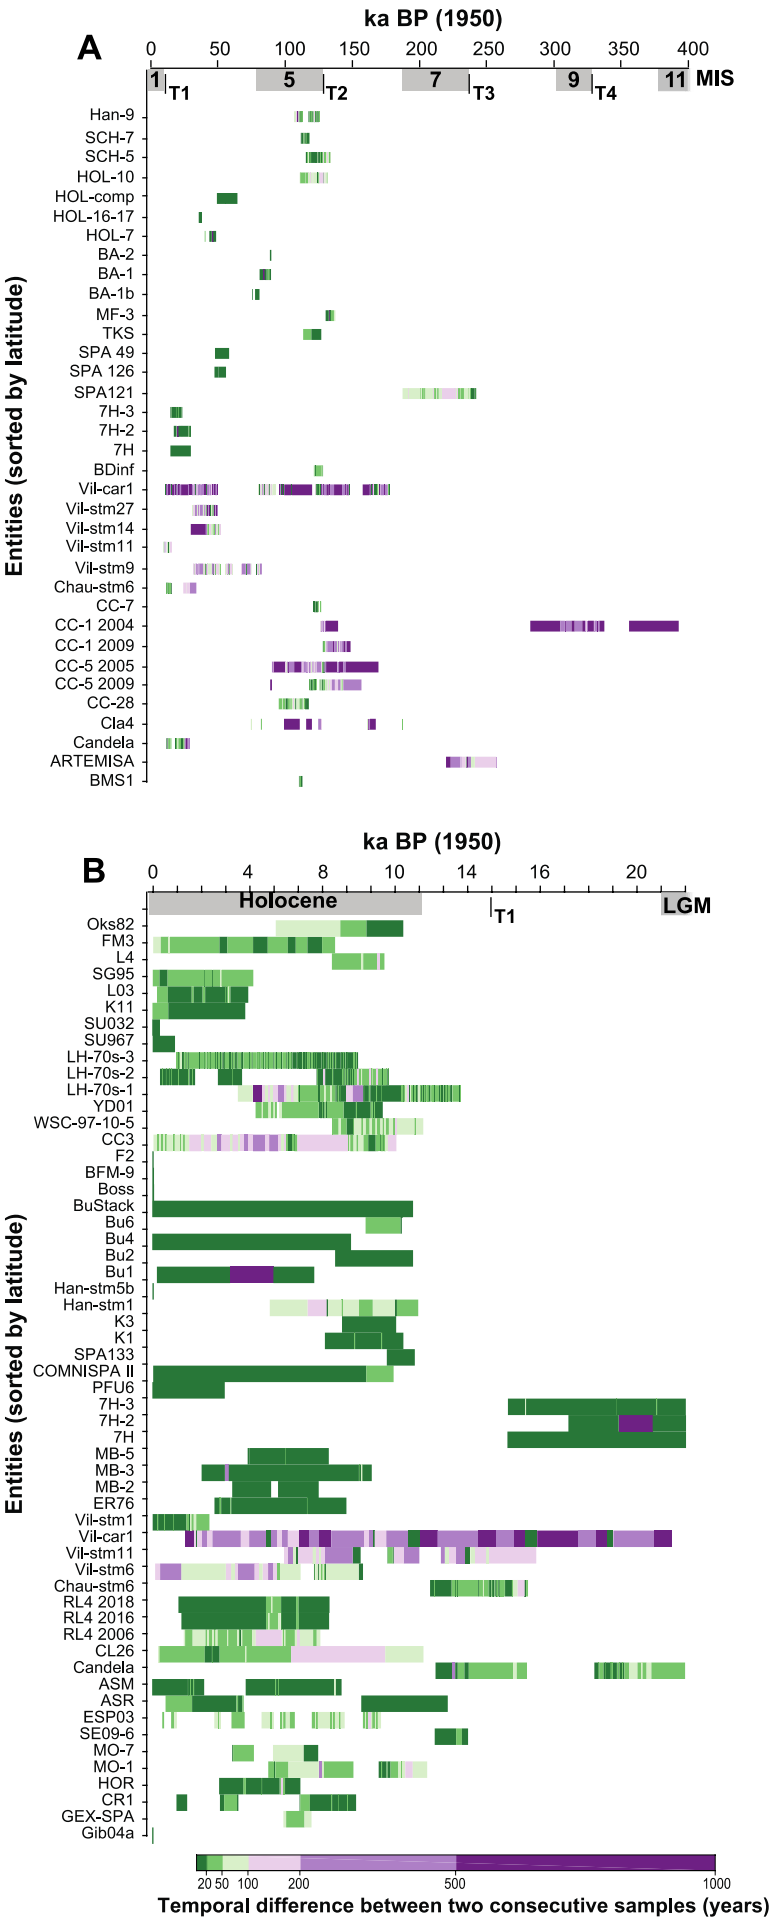 ka BP (1950)
A
0 50 100 150 200 250 300 350 400
1 5 7 9 11 MIS
T1 T2 T3 T4
Entities (sorted by latitude)
Han-9
SCH-7
SCH-5
HOL-10
HOL-comp
HOL-16-17
HOL-7
BA-2
BA-1
BA-1b
MF-3
TKS
SPA 49
SPA 126
SPA121
7H-3
7H-2
7H
BDinf
Vil-car1
Vil-stm27
Vil-stm14
Vil-stm11
Vil-stm9
Chau-stm6
CC-7
CC-1 2004
CC-1 2009
CC-5 2005
CC-5 2009
CC-28
Cla4
Candela
ARTEMISA
BMS1
ka BP (1950)
B
0 4 8 10 14 16 20
Holocene LGM
T1
Entities (sorted by latitude)
Oks82
FM3
L4
SG95
L03
K11
SU032
SU967
LH-70s-3
LH-70s-2
LH-70s-1
YD01
WSC-97-10-5
CC3
F2
BFM-9
Boss
BuStack
Bu6
Bu4
Bu2
Bu1
Han-stm5b
Han-stm1
K3
K1
SPA133
COMNISPA II
PFU6
7H-3
7H-2
7H
MB-5
MB-3
MB-2
ER76
Vil-stm1
Vil-car1
Vil-stm11
Vil-stm6
Chau-stm6
RL4 2018
RL4 2016
RL4 2006
CL26
Candela
ASM
ASR
ESP03
SE09-6
MO-7
MO-1
HOR
CR1
GEX-SPA
Gib04a
20 50 100 200 500 1000
Temporal difference between two consecutive samples (years)